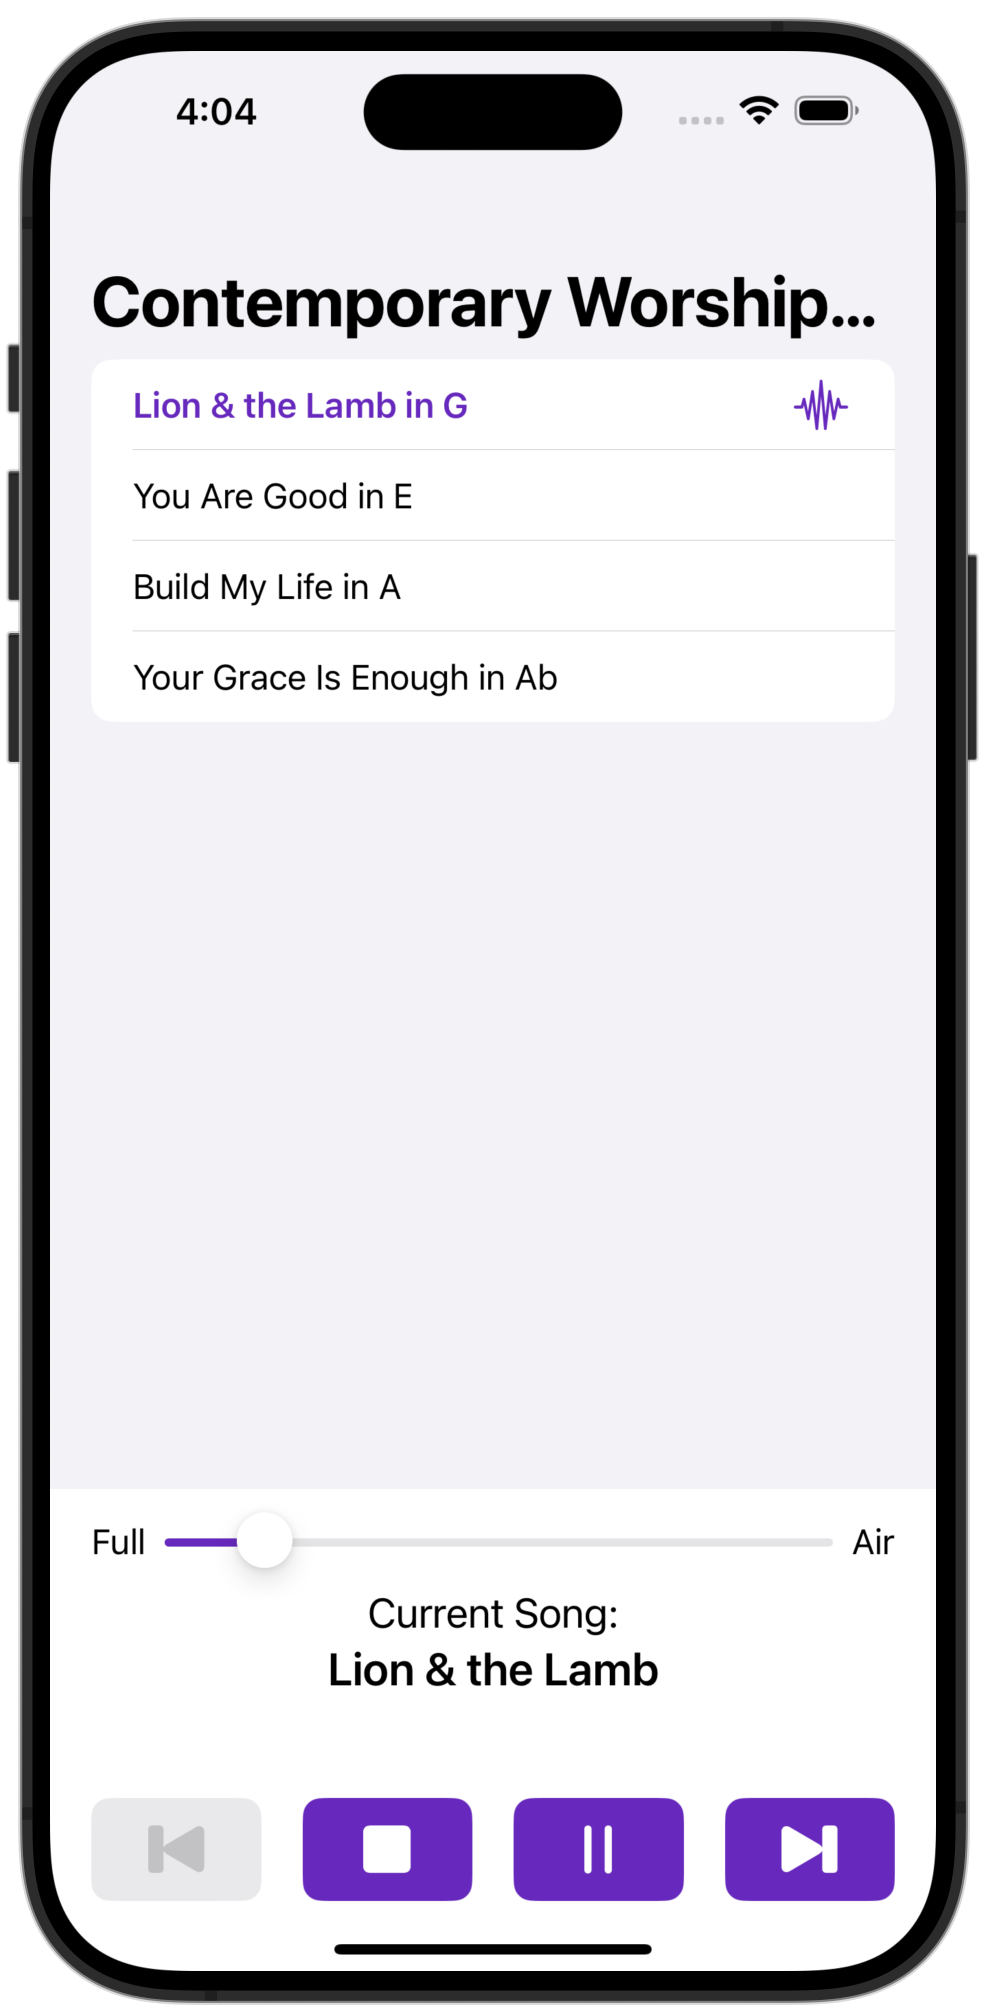 4:04
Contemporary Worship...
Lion & the Lamb in G
You Are Good in E
Build My Life in A
Your Grace Is Enough in Ab
Full
Air
Current Song:
Lion & the Lamb